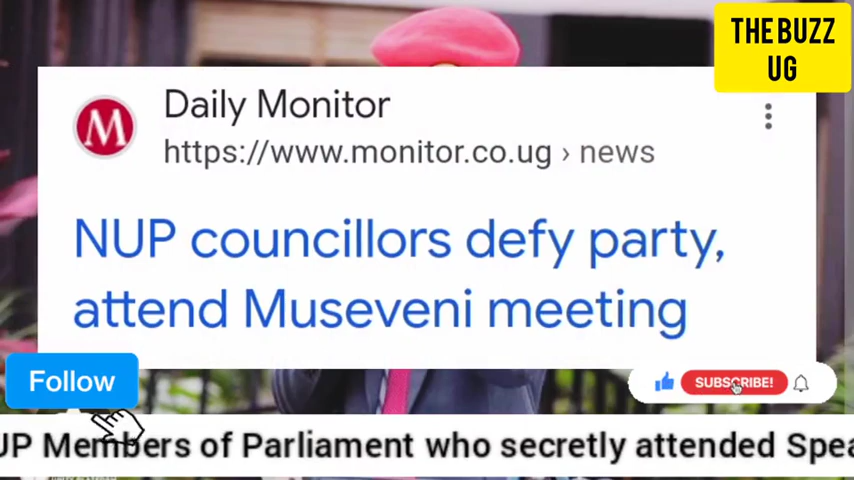 THE BUZZ
UG
M
Daily Monitor
https://www.monitor.co.ug › news
NUP councillors defy party,
attend Museveni meeting
Follow
SUBSCRIBE!
UP Members of Parliament who secretly attended Spea